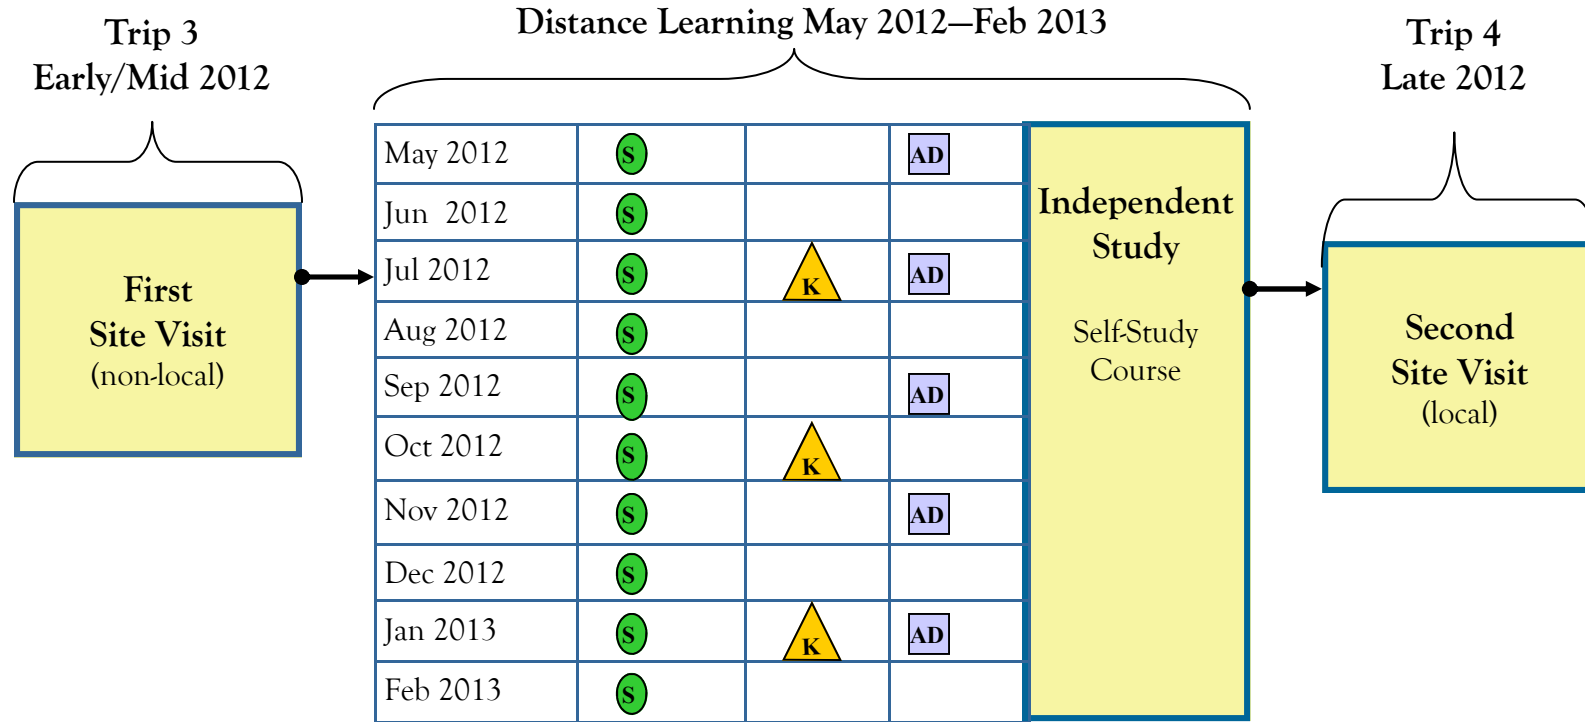 Trip 3
Early/Mid 2012
Distance Learning May 2012—Feb 2013
Trip 4
Late 2012
First
Site Visit
(non-local)
May 2012 S AD
Jun 2012 S
Jul 2012 S K AD
Aug 2012 S
Sep 2012 S AD
Oct 2012 S K
Nov 2012 S AD
Dec 2012 S
Jan 2013 S K AD
Feb 2013 S
Independent
Study
Self-Study
Course
Second
Site Visit
(local)